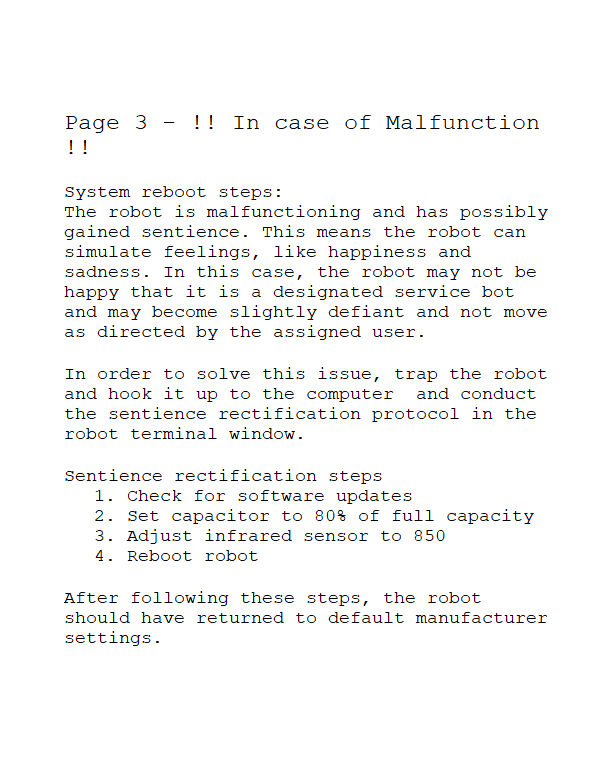 Page 3 – !! In case of Malfunction
!!
System reboot steps:
The robot is malfunctioning and has possibly
gained sentience. This means the robot can
simulate feelings, like happiness and
sadness. In this case, the robot may not be
happy that it is a designated service bot
and may become slightly defiant and not move
as directed by the assigned user.
In order to solve this issue, trap the robot
and hook it up to the computer  and conduct
the sentience rectification protocol in the
robot terminal window.
Sentience rectification steps
1. Check for software updates
2. Set capacitor to 80% of full capacity
3. Adjust infrared sensor to 850
4. Reboot robot
After following these steps, the robot
should have returned to default manufacturer
settings.